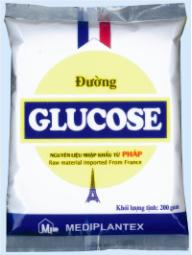 Đường
GLUCOSE
NGUYÊN LIỆU NHẬP KHẨU TỪ PHÁP
Raw material imported From France
Khối lượng tịnh: 200 gam
MEDIPLANTEX